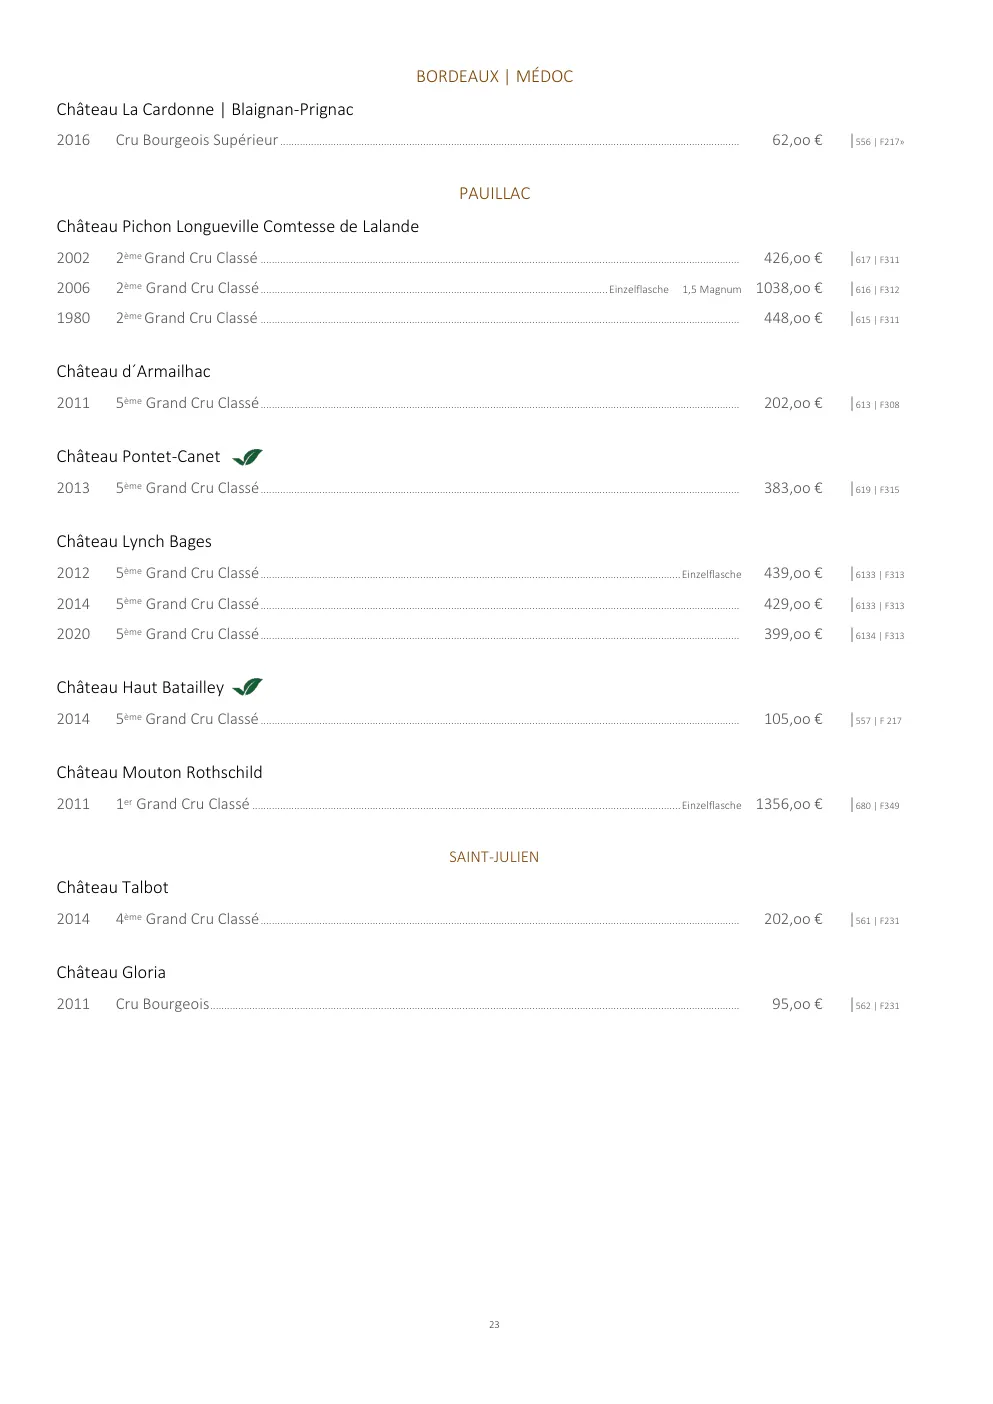 BORDEAUX | MÉDOC
Château La Cardonne | Blaignan-Prignac
2016 Cru Bourgeois Supérieur 62,oo € |556 | F217»
PAUILLAC
Château Pichon Longueville Comtesse de Lalande
2002 2ème Grand Cru Classé 426,oo € |617 | F311
2006 2ème Grand Cru Classé Einzelflasche 1,5 Magnum 1038,oo € |616 | F312
1980 2ème Grand Cru Classé 448,oo € |615 | F311
Château d´Armailhac
2011 5ème Grand Cru Classé 202,oo € |613 | F308
Château Pontet-Canet
2013 5ème Grand Cru Classé 383,oo € |619 | F315
Château Lynch Bages
2012 5ème Grand Cru Classé Einzelflasche 439,oo € |6133 | F313
2014 5ème Grand Cru Classé 429,oo € |6133 | F313
2020 5ème Grand Cru Classé 399,oo € |6134 | F313
Château Haut Batailley
2014 5ème Grand Cru Classé 105,oo € |557 | F 217
Château Mouton Rothschild
2011 1er Grand Cru Classé Einzelflasche 1356,oo € |680 | F349
SAINT-JULIEN
Château Talbot
2014 4ème Grand Cru Classé 202,oo € |561 | F231
Château Gloria
2011 Cru Bourgeois 95,oo € |562 | F231
23